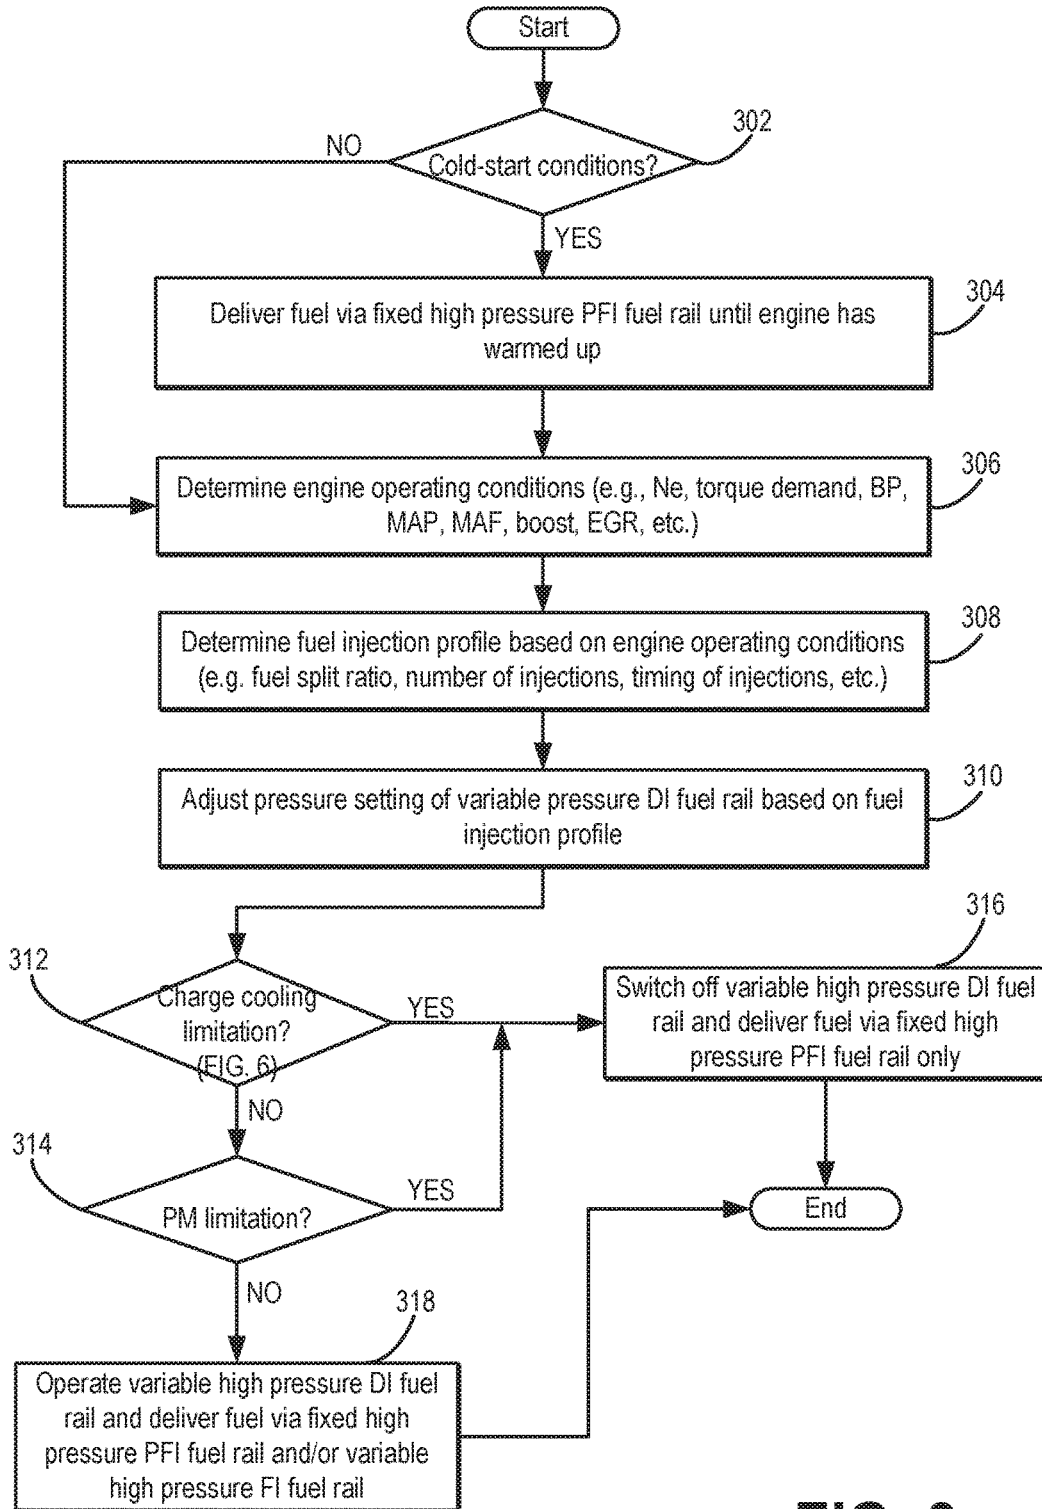 Start
302
NO
Cold-start conditions?
YES
304
Deliver fuel via fixed high pressure PFI fuel rail until engine has
warmed up
306
Determine engine operating conditions (e.g., Ne, torque demand, BP,
MAP, MAF, boost, EGR, etc.)
308
Determine fuel injection profile based on engine operating conditions
(e.g. fuel split ratio, number of injections, timing of injections, etc.)
310
Adjust pressure setting of variable pressure DI fuel rail based on fuel
injection profile
312
Charge cooling
limitation?
(FIG. 6)
YES
NO
316
Switch off variable high pressure DI fuel
rail and deliver fuel via fixed high
pressure PFI fuel rail only
314
PM limitation?
YES
NO
End
318
Operate variable high pressure DI fuel
rail and deliver fuel via fixed high
pressure PFI fuel rail and/or variable
high pressure FI fuel rail